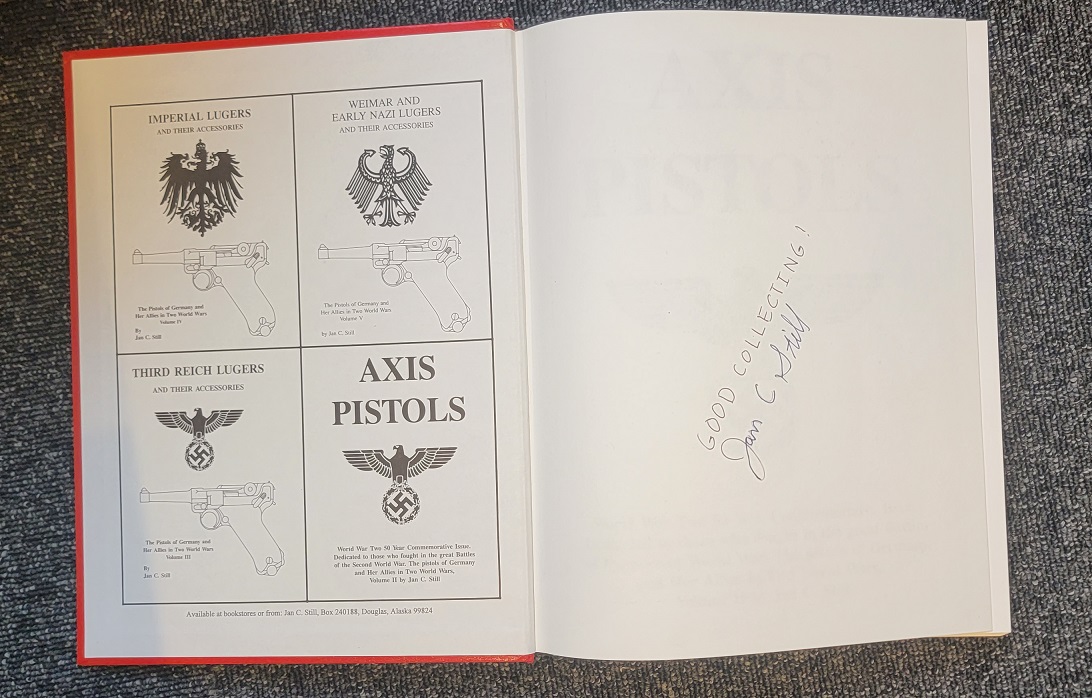 IMPERIAL LUGERS
AND THEIR ACCESSORIES
The Pistols of Germany and
Her Allies in Two World Wars
Volume IV
By
Jan C. Still
WEIMAR AND
EARLY NAZI LUGERS
AND THEIR ACCESSORIES
The Pistols of Germany and
Her Allies in Two World Wars
Volume V
by Jan C. Still
THIRD REICH LUGERS
AND THEIR ACCESSORIES
The Pistols of Germany and
Her Allies in Two World Wars
Volume III
By
Jan C. Still
AXIS
PISTOLS
World War Two 50 Year Commemorative Issue.
Dedicated to those who fought in the great Battles
of the Second World War. The pistols of Germany
and Her Allies in Two World Wars,
Volume II by Jan C. Still
Available at bookstores or from: Jan C. Still, Box 240188, Douglas, Alaska 99824
AXIS
PISTOLS
GOOD COLLECTING!
Jan C Still